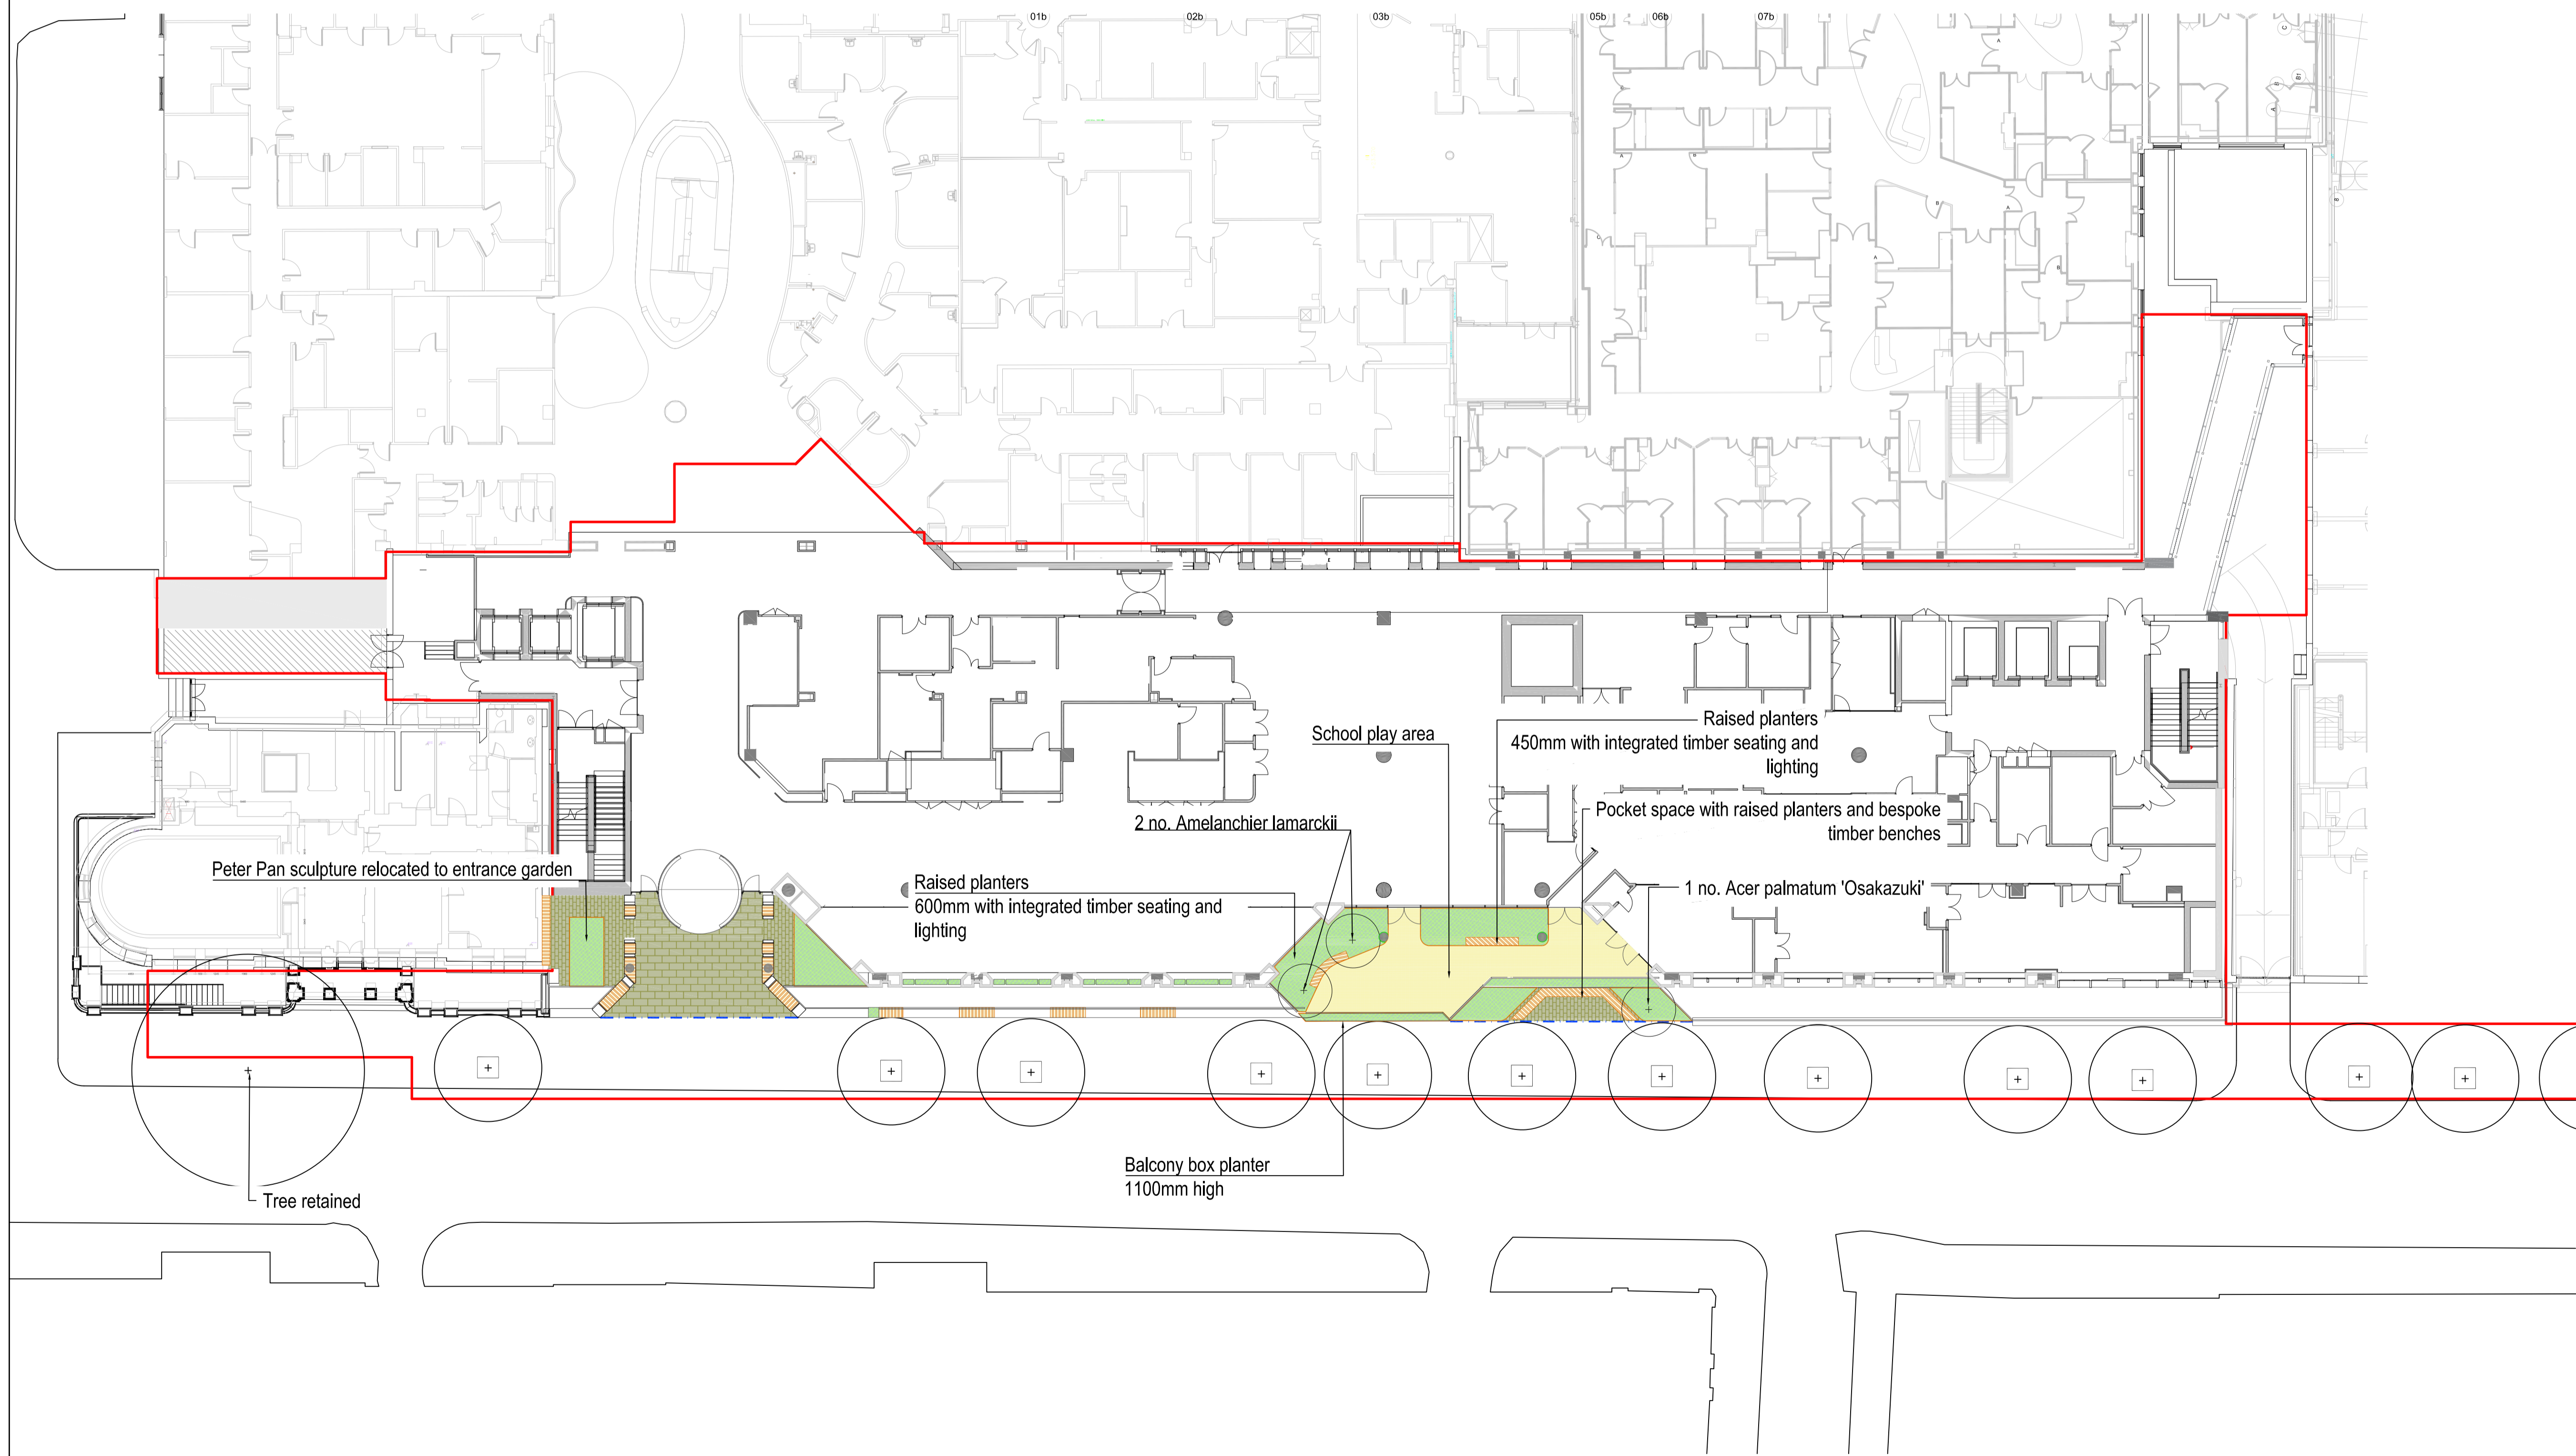 01b
02b
03b
05b
06b
07b
A
C
B1
B
A
A
B
B
A
C
A
B
B
School play area
Raised planters
450mm with integrated timber seating and
lighting
Pocket space with raised planters and bespoke
timber benches
2 no. Amelanchier lamarckii
Peter Pan sculpture relocated to entrance garden
Raised planters
600mm with integrated timber seating and
lighting
1 no. Acer palmatum 'Osakazuki'
Balcony box planter
1100mm high
Tree retained